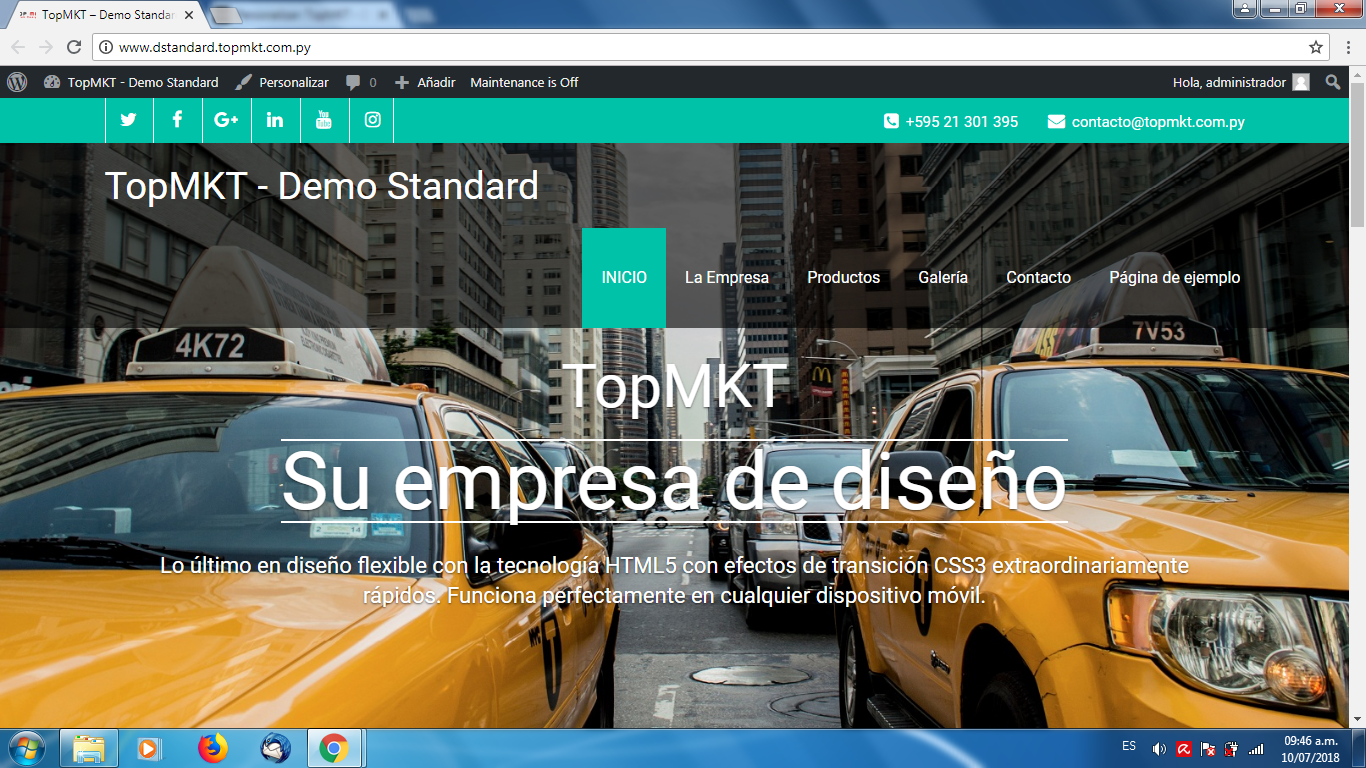 TopMKT – Demo Standar
www.dstandard.topmkt.com.py
TopMKT - Demo Standard
Personalizar
0
Añadir
Maintenance is Off
Hola, administrador
You
Tube
+595 21 301 395
contacto@topmkt.com.py
TopMKT - Demo Standard
INICIO
La Empresa
Productos
Galería
Contacto
Página de ejemplo
4K72
7V53
TopMKT
Su empresa de diseño
Lo último en diseño flexible con la tecnología HTML5 con efectos de transición CSS3 extraordinariamente
rápidos. Funciona perfectamente en cualquier dispositivo móvil.
NYC
T
ES
09:46 a.m.
10/07/2018